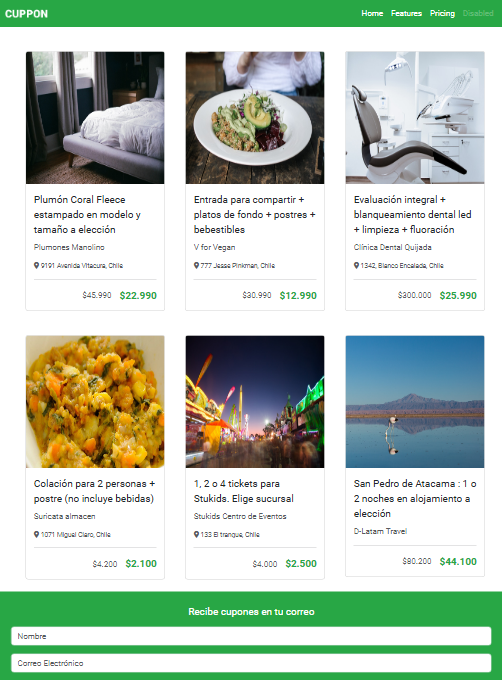 CUPPON
Home Features Pricing Disabled
Plumón Coral Fleece
estampado en modelo y
tamaño a elección
Plumones Manolino
9191 Avenida Vitacura, Chile
$45.990 $22.990
Entrada para compartir +
platos de fondo + postres +
bebestibles
V for Vegan
777 Jesse Pinkman, Chile
$30.990 $12.990
Evaluación integral +
blanqueamiento dental led
+ limpieza + fluoración
Clínica Dental Quijada
1342, Blanco Encalada, Chile
$300.000 $25.990
Colación para 2 personas +
postre (no incluye bebidas)
Suricata almacen
1071 Miguel Claro, Chile
$4.200 $2.100
1, 2 o 4 tickets para
Stukids. Elige sucursal
Stukids Centro de Eventos
133 El tranque, Chile
$4.000 $2.500
San Pedro de Atacama : 1 o
2 noches en alojamiento a
elección
D-Latam Travel
$80.200 $44.100
Recibe cupones en tu correo
Nombre
Correo Electrónico